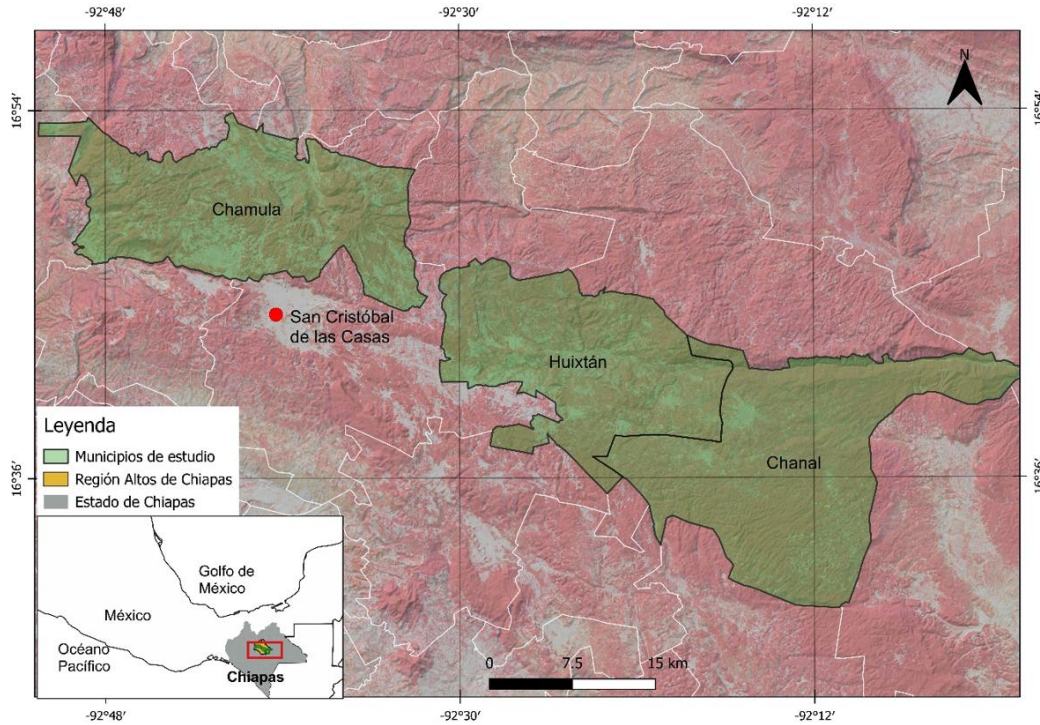 -92°48'
-92°30'
-92°12'
N
16°54'
16°54'
Chamula
San Cristóbal
de las Casas
Huixtán
Chanal
Leyenda
Municipios de estudio
Región Altos de Chiapas
Estado de Chiapas
16°36'
16°36'
Golfo de
México
México
Océano
Pacífico
Chiapas
0 7.5 15 km
-92°48'
-92°30'
-92°12'